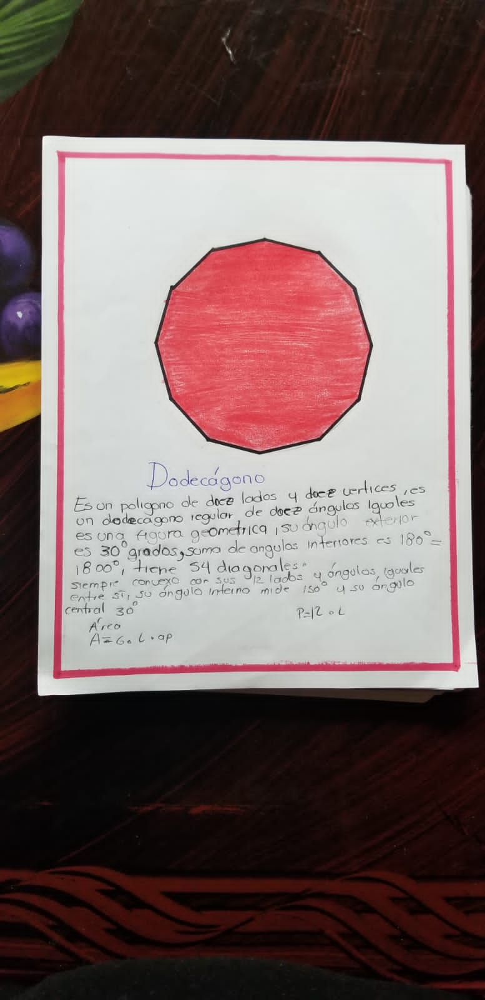 Dodecágono
Es un poligono de doce lados y doce vertices, es
un dodecágono regular de doce ángulos Iguales
es una figura geometrica, su ángulo exterior
es 30° grados, suma de angulos interiores es 180°=
1800°, tiene 54 diagonales.
siempre convexo con sus 12 lados y ángulos, iguales
entre sí, su ángulo interno mide 150° y su ángulo
central 30°
P=12 . L
Área
A=6. L . ap